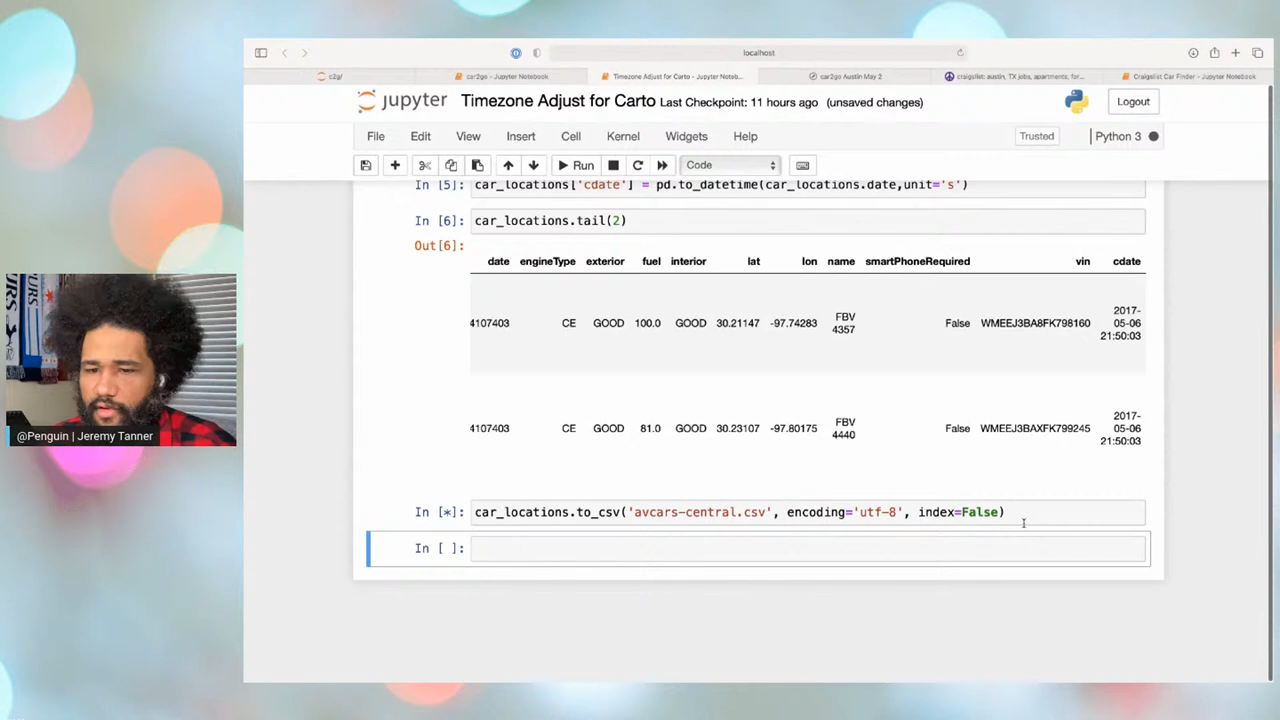 localhost
c2g/
car2go - Jupyter Notebook
Timezone Adjust for Carto - Jupyter Noteb...
car2go Austin May 2
craigslist: austin, TX jobs, apartments, for...
Craigslist Car Finder - Jupyter Notebook
jupyter Timezone Adjust for Carto Last Checkpoint: 11 hours ago (unsaved changes)
Logout
File Edit View Insert Cell Kernel Widgets Help
Trusted
Python 3
Run
Code
In [5]: car_locations['cdate'] = pd.to_datetime(car_locations.date,unit='s')
In [6]: car_locations.tail(2)
Out[6]:
date engineType exterior fuel interior lat lon name smartPhoneRequired vin cdate
4107403 CE GOOD 100.0 GOOD 30.21147 -97.74283 FBV 4357 False WMEEJ3BA8FK798160 2017-05-06 21:50:03
4107403 CE GOOD 81.0 GOOD 30.23107 -97.80175 FBV 4440 False WMEEJ3BAXFK799245 2017-05-06 21:50:03
In [*]: car_locations.to_csv('avcars-central.csv', encoding='utf-8', index=False)
In [ ]:
@Penguin | Jeremy Tanner